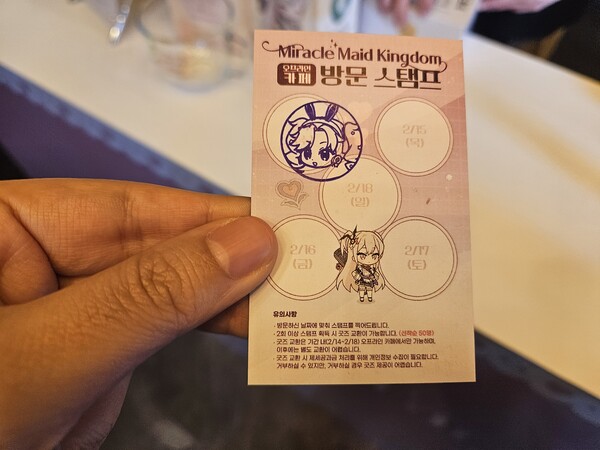 Miracle Maid Kingdom
오프라인
카페 방문 스탬프
2/15
(목)
2/18
(일)
2/16
(금)
2/17
(토)
유의사항
· 방문하신 날짜에 맞춰 스탬프를 찍어드립니다.
· 2회 이상 스탬프 획득 시 굿즈 교환이 가능합니다. (선착순 50명)
· 굿즈 교환은 기간 내(2/14~2/18) 오프라인 카페에서만 가능하며,
이후에는 별도 교환이 어렵습니다.
· 굿즈 교환 시 제세공과금 처리를 위해 개인정보 수집이 필요합니다.
거부하실 수 있지만, 거부하실 경우 굿즈 제공이 어렵습니다.